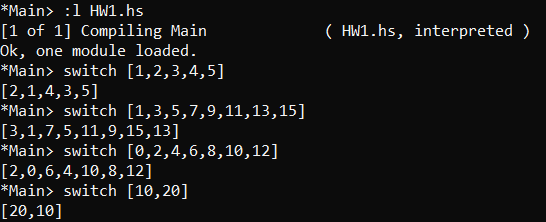 *Main> :l HW1.hs
[1 of 1] Compiling Main             ( HW1.hs, interpreted )
Ok, one module loaded.
*Main> switch [1,2,3,4,5]
[2,1,4,3,5]
*Main> switch [1,3,5,7,9,11,13,15]
[3,1,7,5,11,9,15,13]
*Main> switch [0,2,4,6,8,10,12]
[2,0,6,4,10,8,12]
*Main> switch [10,20]
[20,10]